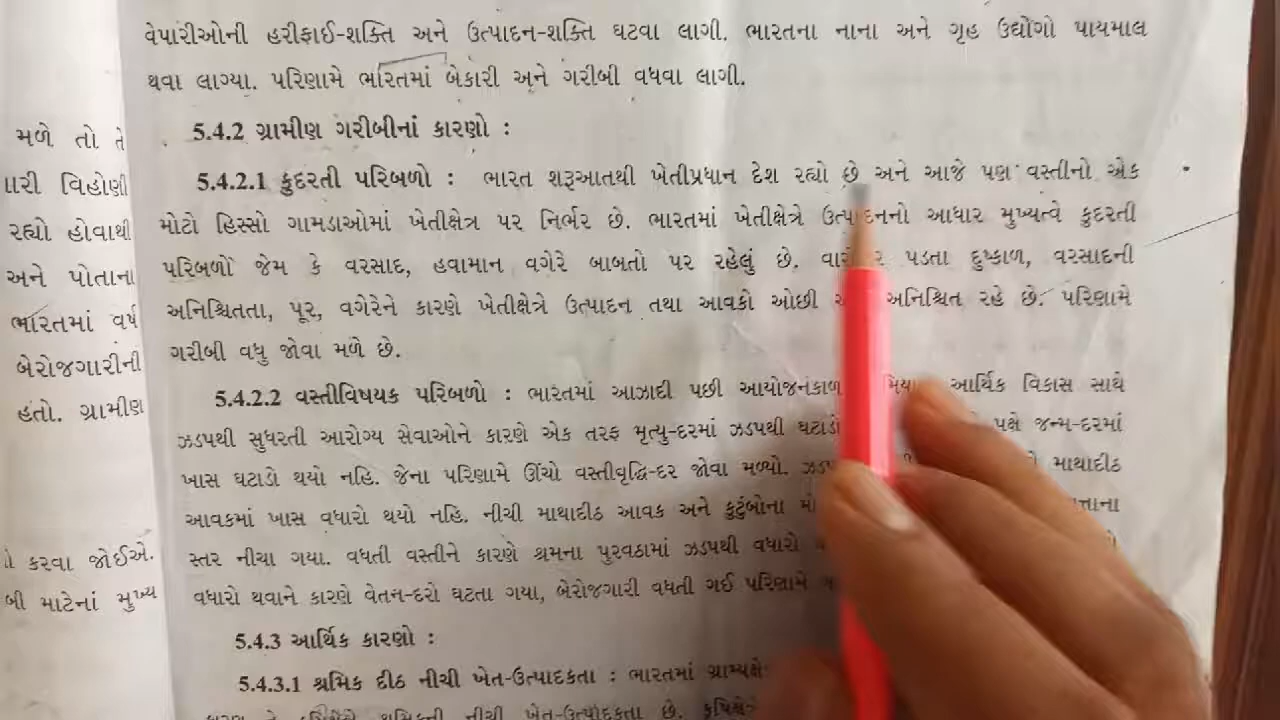 વેપારીઓની હરીફાઈ-શક્તિ અને ઉત્પાદન-શક્તિ ઘટવા લાગી. ભારતના નાના અને ગૃહ ઉદ્યોગો પાયમાલ
થવા લાગ્યા. પરિણામે ભારતમાં બેકારી અને ગરીબી વધવા લાગી.
5.4.2 ગ્રામીણ ગરીબીનાં કારણો :
5.4.2.1 કુદરતી પરિબળો : ભારત શરૂઆતથી ખેતીપ્રધાન દેશ રહ્યો છે અને આજે પણ વસ્તીનો એક
મોટો હિસ્સો ગામડાઓમાં ખેતીક્ષેત્ર પર નિર્ભર છે. ભારતમાં ખેતીક્ષેત્રે ઉત્પાદનનો આધાર મુખ્યત્વે કુદરતી
પરિબળોં જેમ કે વરસાદ, હવામાન વગેરે બાબતો પર રહેલું છે. પડતા દુષ્કાળ, વરસાદની
અનિશ્ચિતતા, પૂર, વગેરેને કારણે ખેતીક્ષેત્રે ઉત્પાદન તથા આવકો ઓછી અનિશ્ચિત રહે છે. પરિણામે
ગરીબી વધુ જોવા મળે છે.
5.4.2.2 વસ્તીવિષયક પરિબળો : ભારતમાં આઝાદી પછી આયોજનકાળ આર્થિક વિકાસ સાથે
ઝડપથી સુધરતી આરોગ્ય સેવાઓને કારણે એક તરફ મૃત્યુ-દરમાં ઝડપથી ઘટાડો પક્ષે જન્મ-દરમાં
ખાસ ઘટાડો થયો નહિ. જેના પરિણામે ઊંચો વસ્તીવૃદ્ધિ-દર જોવા મળ્યો. માથાદીઠ
આવકમાં ખાસ વધારો થયો નહિ. નીચી માથાદીઠ આવક અને કુટુંબોના
સ્તર નીચા ગયા. વધતી વસ્તીને કારણે શ્રમના પુરવઠામાં ઝડપથી વધારો
વધારો થવાને કારણે વેતન-દરો ઘટતા ગયા, બેરોજગારી વધતી ગઈ પરિણામે
5.4.3 આર્થિક કારણો :
5.4.3.1 શ્રમિક દીઠ નીચી ખેત-ઉત્પાદકતા : ભારતમાં
નીચી ખેત-ઉત્પાદકતા છે.
મળે તો તે
વિહોણી
રહ્યો હોવાથી
અને પોતાના
ભારતમાં વર્ષ
બેરોજગારીની
હતો. ગ્રામીણ
કરવા જોઈએ.
માટેનાં મુખ્ય